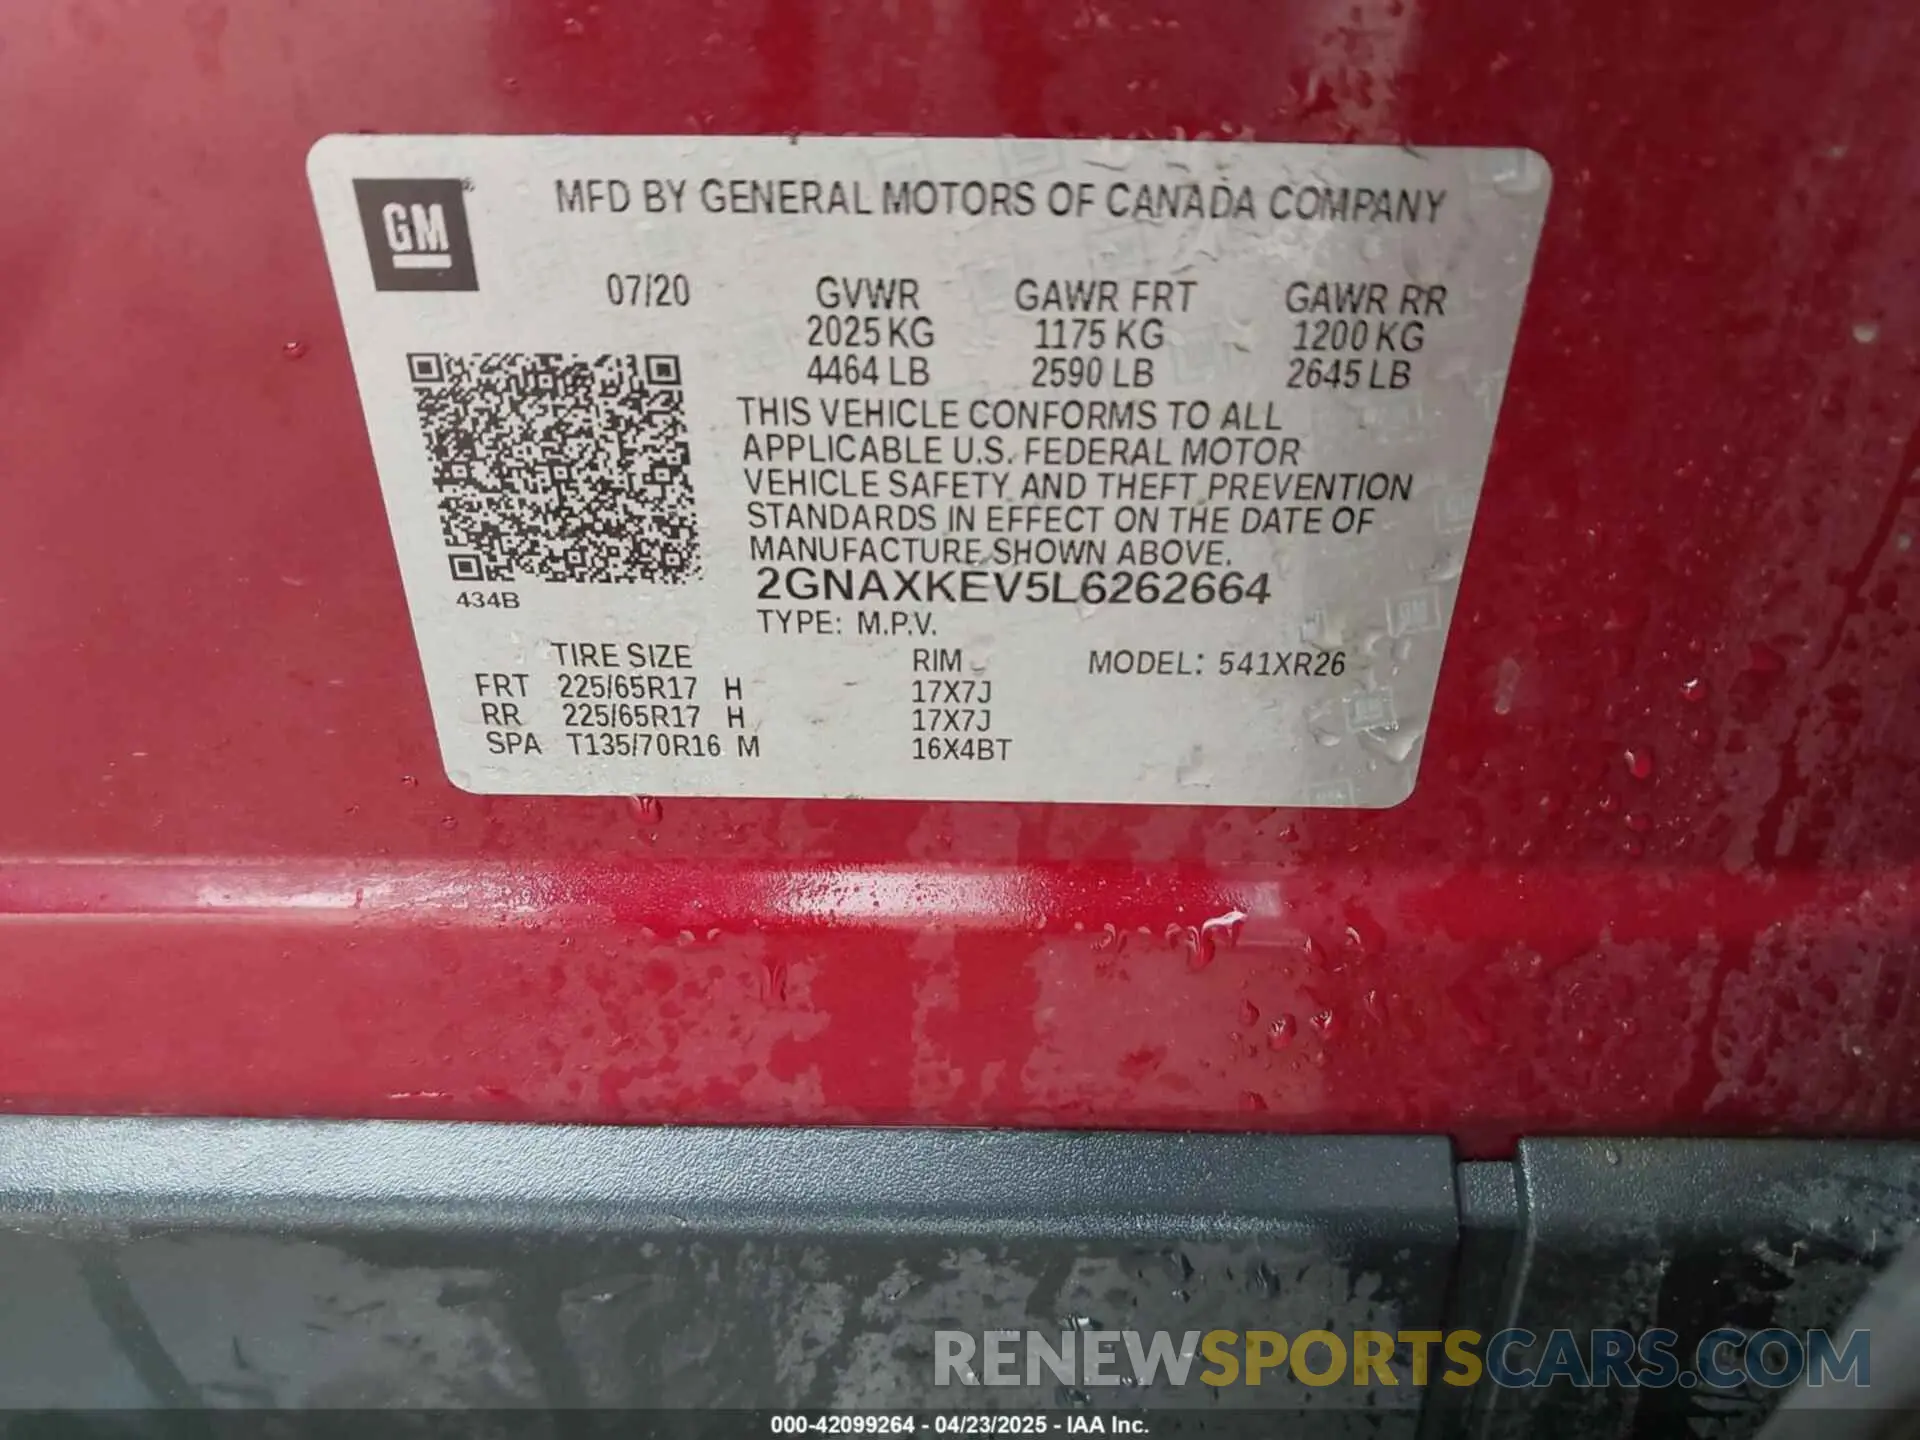 GM
MFD BY GENERAL MOTORS OF CANADA COMPANY
07/20 GVWR GAWR FRT GAWR RR
2025 KG 1175 KG 1200 KG
4464 LB 2590 LB 2645 LB
THIS VEHICLE CONFORMS TO ALL
APPLICABLE U.S. FEDERAL MOTOR
VEHICLE SAFETY AND THEFT PREVENTION
STANDARDS IN EFFECT ON THE DATE OF
MANUFACTURE SHOWN ABOVE.
434B 2GNAXKEV5L6262664
TYPE: M.P.V.
TIRE SIZE RIM MODEL: 541XR26
FRT 225/65R17 H 17X7J
RR 225/65R17 H 17X7J
SPA T135/70R16 M 16X4BT
RENEWSPORTSCARS.COM
000-42099264 - 04/23/2025 - IAA Inc.